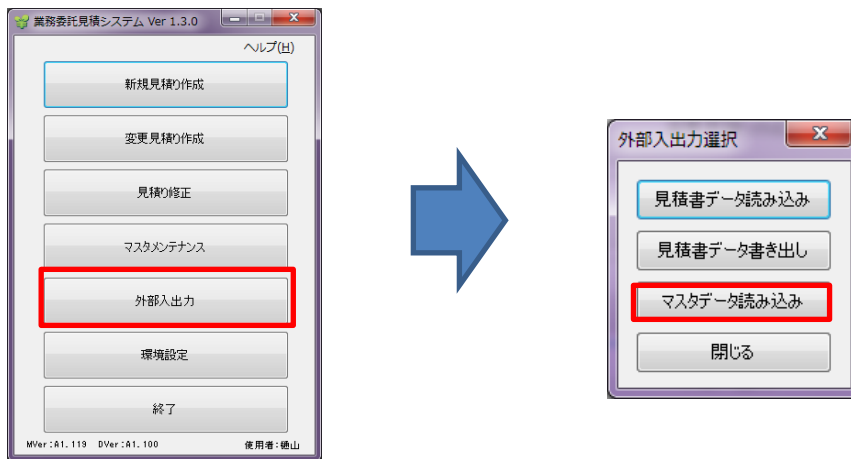 業務委託見積システム Ver 1.3.0
ヘルプ(H)
新規見積り作成
変更見積り作成
見積り修正
マスタメンテナンス
外部入出力
環境設定
終了
MVer:A1.119 DVer:A1.100 使用者:樋山
外部入出力選択
見積書データ読み込み
見積書データ書き出し
マスタデータ読み込み
閉じる